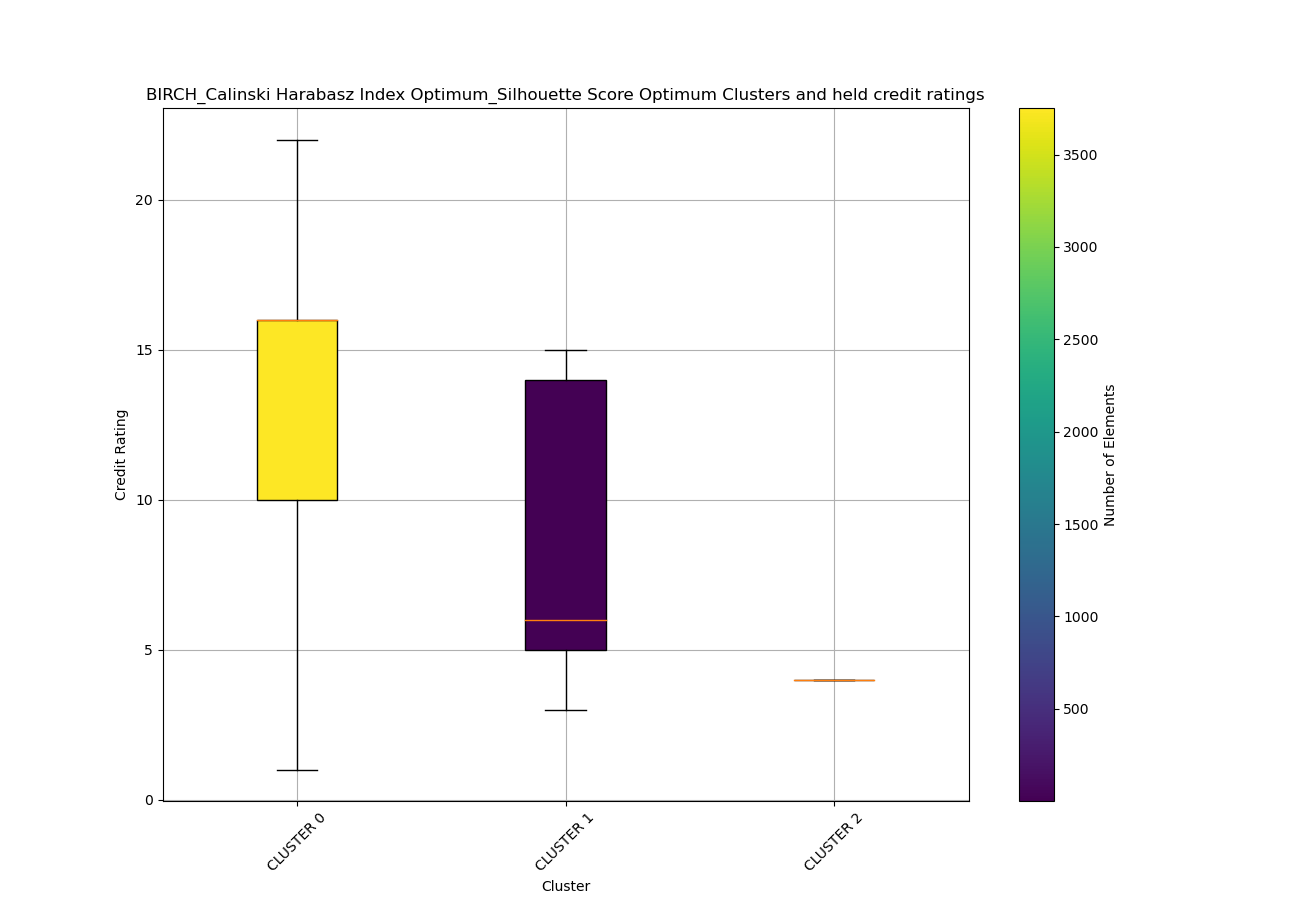 BIRCH_Calinski Harabasz Index Optimum_Silhouette Score Optimum Clusters and held credit ratings
Credit Rating
20
15
10
5
0
CLUSTER 0
CLUSTER 1
CLUSTER 2
Cluster
3500
3000
2500
2000
1500
1000
500
Number of Elements